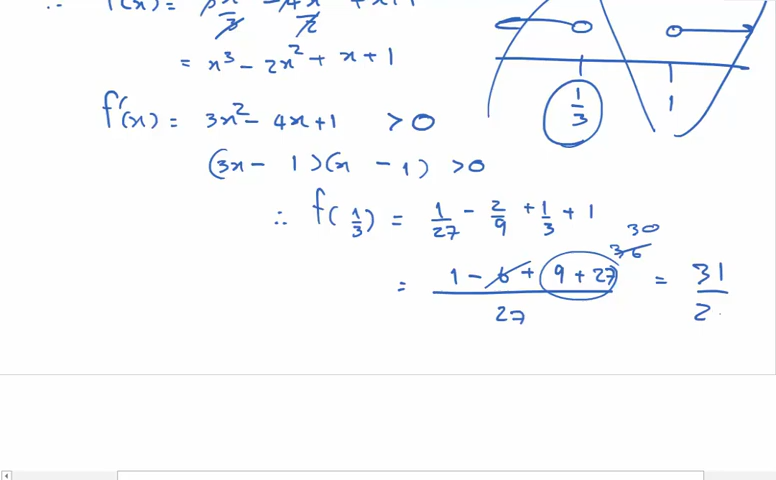 = x³ - 2x² + x + 1
f'(x) = 3x² - 4x + 1 > 0
(3x - 1)(x - 1) > 0
1/3
1
∴ f(1/3) = 1/27 - 2/9 + 1/3 + 1
30
36
= (1 - 6 + 9 + 27)/27 = 31/2